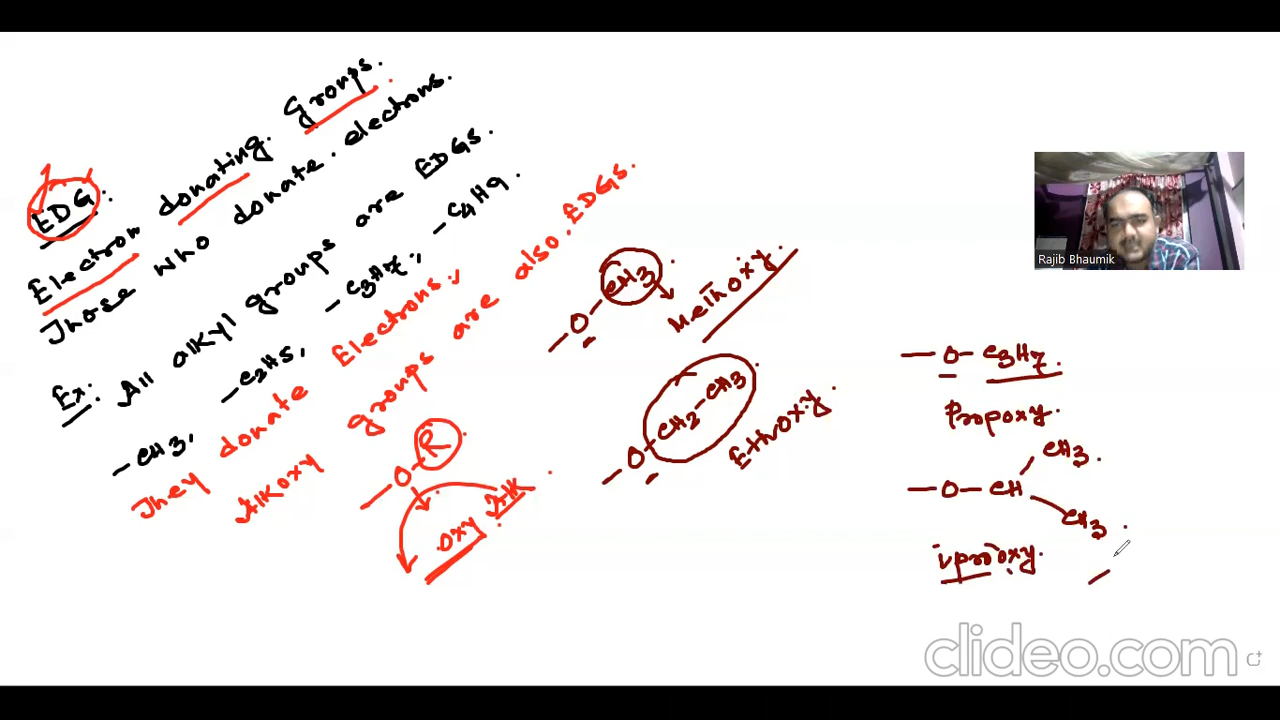 EDG:
Electron donating Groups.
Those who donate electrons.
Ex: All alkyl groups are EDGs.
– CH3, – C2H5, – C3H7, – C4H9.
They donate Electrons.,
Alkoxy groups are also EDGs.
– O – R
oxy Alk
– O – CH3
Methoxy.
– O – CH2 – CH3
Ethoxy.
– O – C3H7
Propoxy.
– O – CH
CH3.
CH3.
Rajib Bhaumik
clideo.com